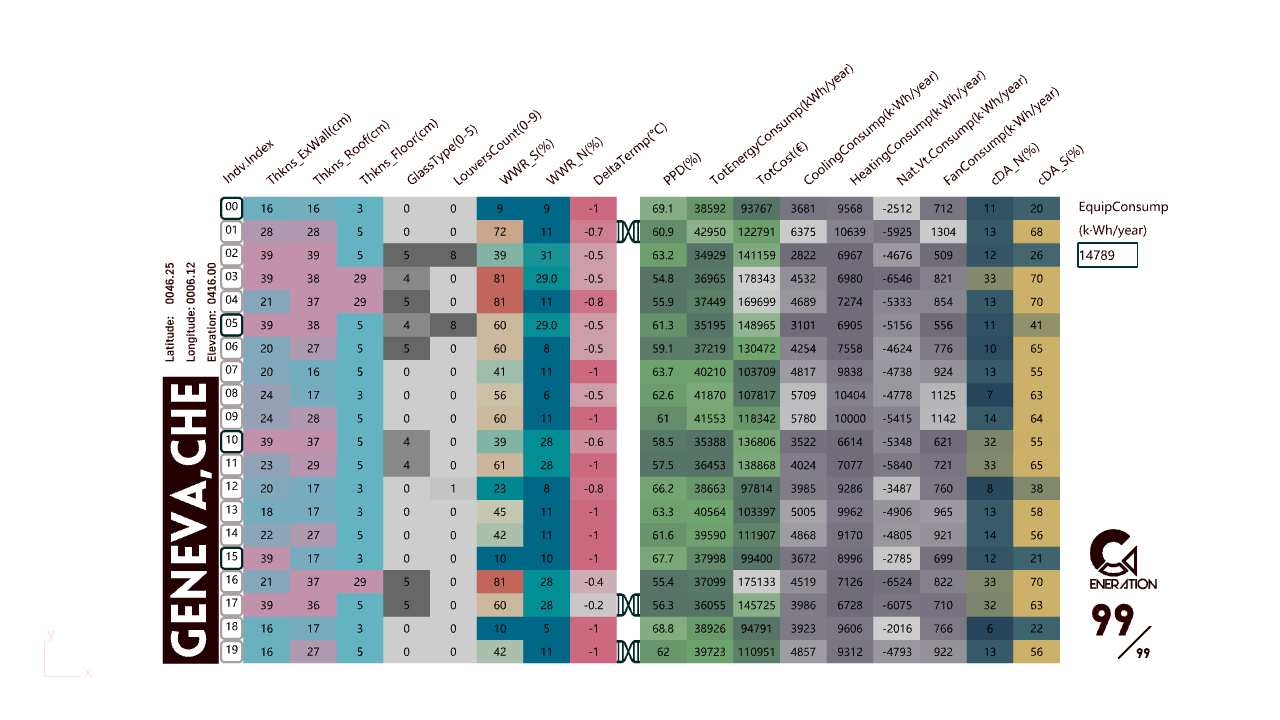 Indv.Index Thkns_ExWall(cm) Thkns_Roof(cm) Thkns_Floor(cm) GlassType(0-5) LouversCount(0-9) WWR_S(%) WWR_N(%) DeltaTermp(°C) PPD(%) TotEnergyConsump(kWh/year) TotCost(€) CoolingConsump(k·Wh/year) HeatingConsump(k·Wh/year) Nat.Vt.Consump(k·Wh/year) FanConsump(k·Wh/year) cDA_N(%) cDA_S(%)
00 16 16 3 0 0 9 9 -1 69.1 38592 93767 3681 9568 -2512 712 11 20
01 28 28 5 0 0 72 11 -0.7 60.9 42950 122791 6375 10639 -5925 1304 13 68
02 39 39 5 5 8 39 31 -0.5 63.2 34929 141159 2822 6967 -4676 509 12 26
03 39 38 29 4 0 81 29.0 -0.5 54.8 36965 178343 4532 6980 -6546 821 33 70
04 21 37 29 5 0 81 11 -0.8 55.9 37449 169699 4689 7274 -5333 854 13 70
05 39 38 5 4 8 60 29.0 -0.5 61.3 35195 148965 3101 6905 -5156 556 11 41
06 20 27 5 5 0 60 8 -0.5 59.1 37219 130472 4254 7558 -4624 776 10 65
07 20 16 5 0 0 41 11 -1 63.7 40210 103709 4817 9838 -4738 924 13 55
08 24 17 3 0 0 56 6 -0.5 62.6 41870 107817 5709 10404 -4778 1125 7 63
09 24 28 5 0 0 60 11 -1 61 41553 118342 5780 10000 -5415 1142 14 64
10 39 37 5 4 0 39 28 -0.6 58.5 35388 136806 3522 6614 -5348 621 32 55
11 23 29 5 4 0 61 28 -1 57.5 36453 138868 4024 7077 -5840 721 33 65
12 20 17 3 0 1 23 8 -0.8 66.2 38663 97814 3985 9286 -3487 760 8 38
13 18 17 3 0 0 45 11 -1 63.3 40564 103397 5005 9962 -4906 965 13 58
14 22 27 5 0 0 42 11 -1 61.6 39590 111907 4868 9170 -4805 921 14 56
15 39 17 3 0 0 10 10 -1 67.7 37998 99400 3672 8996 -2785 699 12 21
16 21 37 29 5 0 81 28 -0.4 55.4 37099 175133 4519 7126 -6524 822 33 70
17 39 36 5 5 0 60 28 -0.2 56.3 36055 145725 3986 6728 -6075 710 32 63
18 16 17 3 0 0 10 5 -1 68.8 38926 94791 3923 9606 -2016 766 6 22
19 16 27 5 0 0 42 11 -1 62 39723 110951 4857 9312 -4793 922 13 56
EquipConsump
(k·Wh/year)
14789
Latitude: 0046.25
Longitude: 0006.12
Elevation: 0416.00
GENEVA,CHE
ENERATION
99/99
y
x